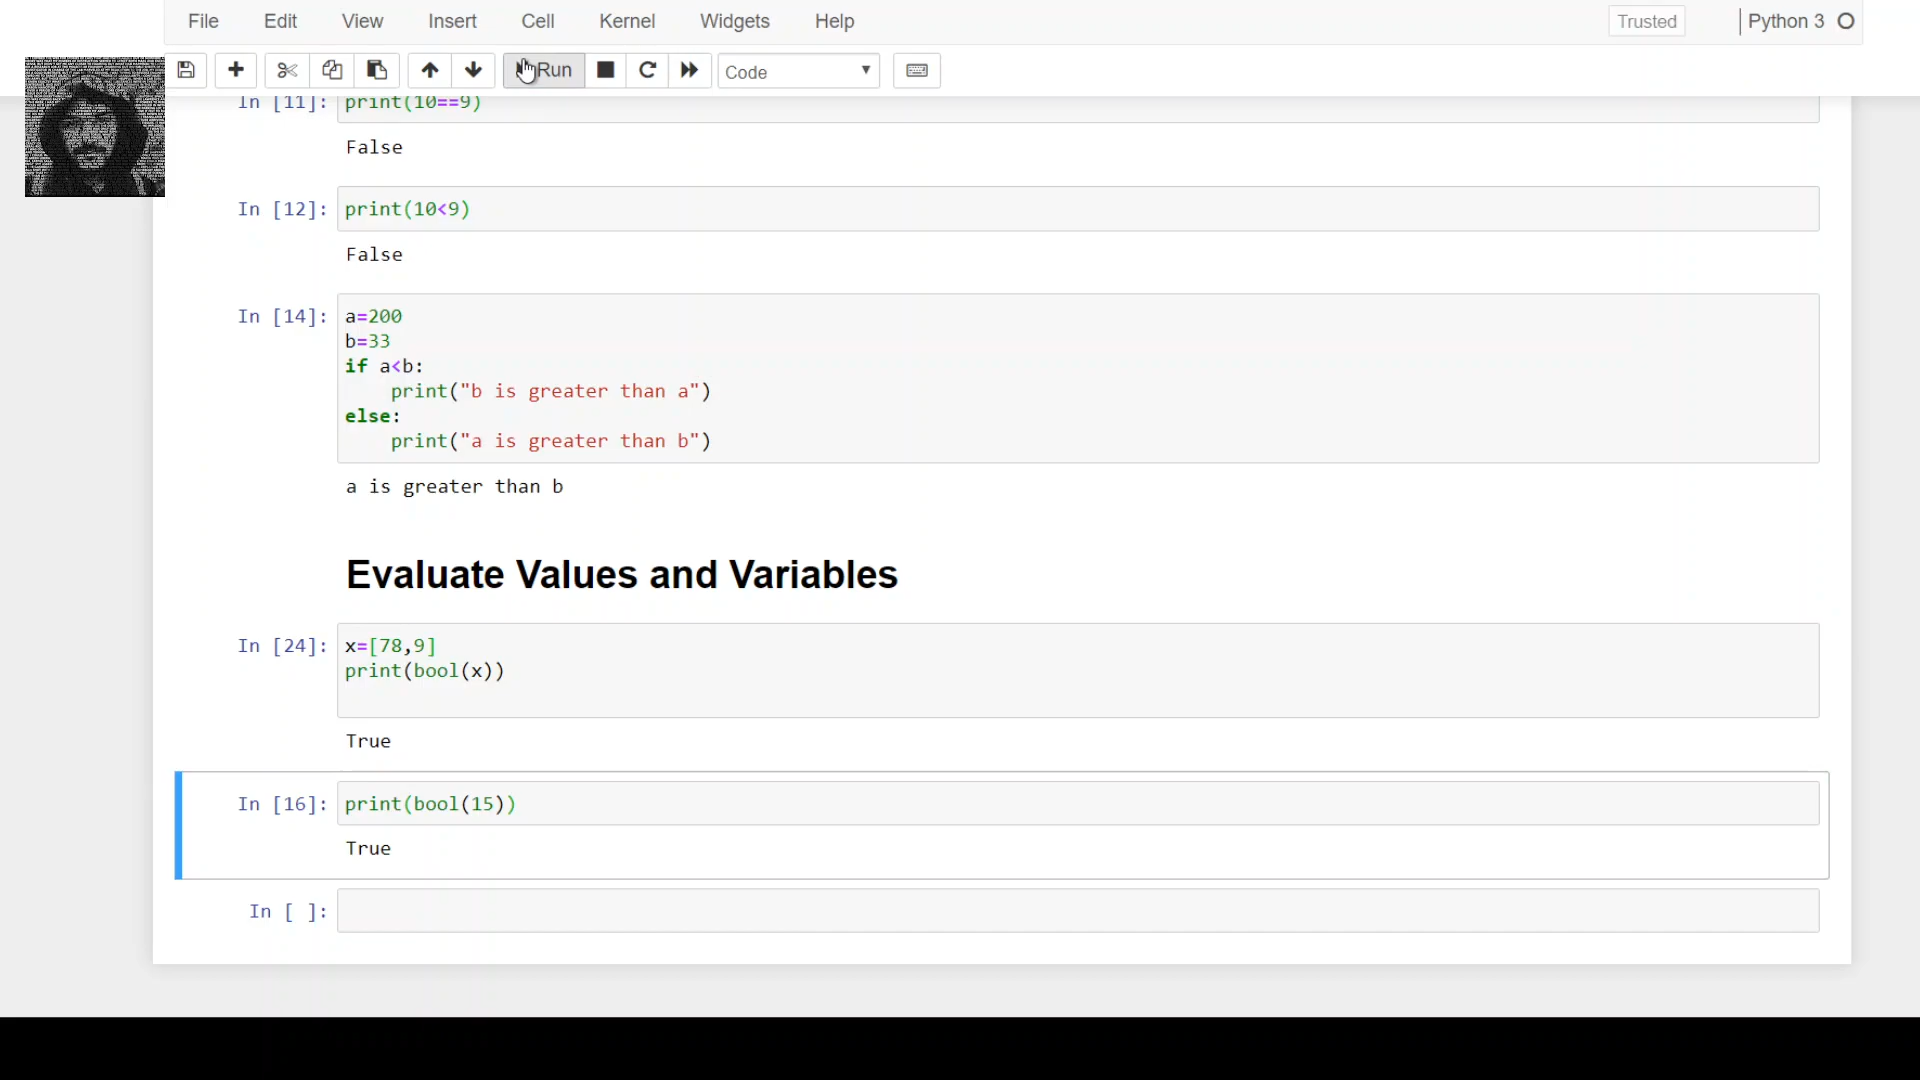 File Edit View Insert Cell Kernel Widgets Help Trusted Python 3
Run Code
In [11]: print(10==9)
False
In [12]: print(10<9)
False
In [14]: a=200
b=33
if a<b:
    print("b is greater than a")
else:
    print("a is greater than b")
a is greater than b
Evaluate Values and Variables
In [24]: x=[78,9]
print(bool(x))
True
In [16]: print(bool(15))
True
In [ ]: